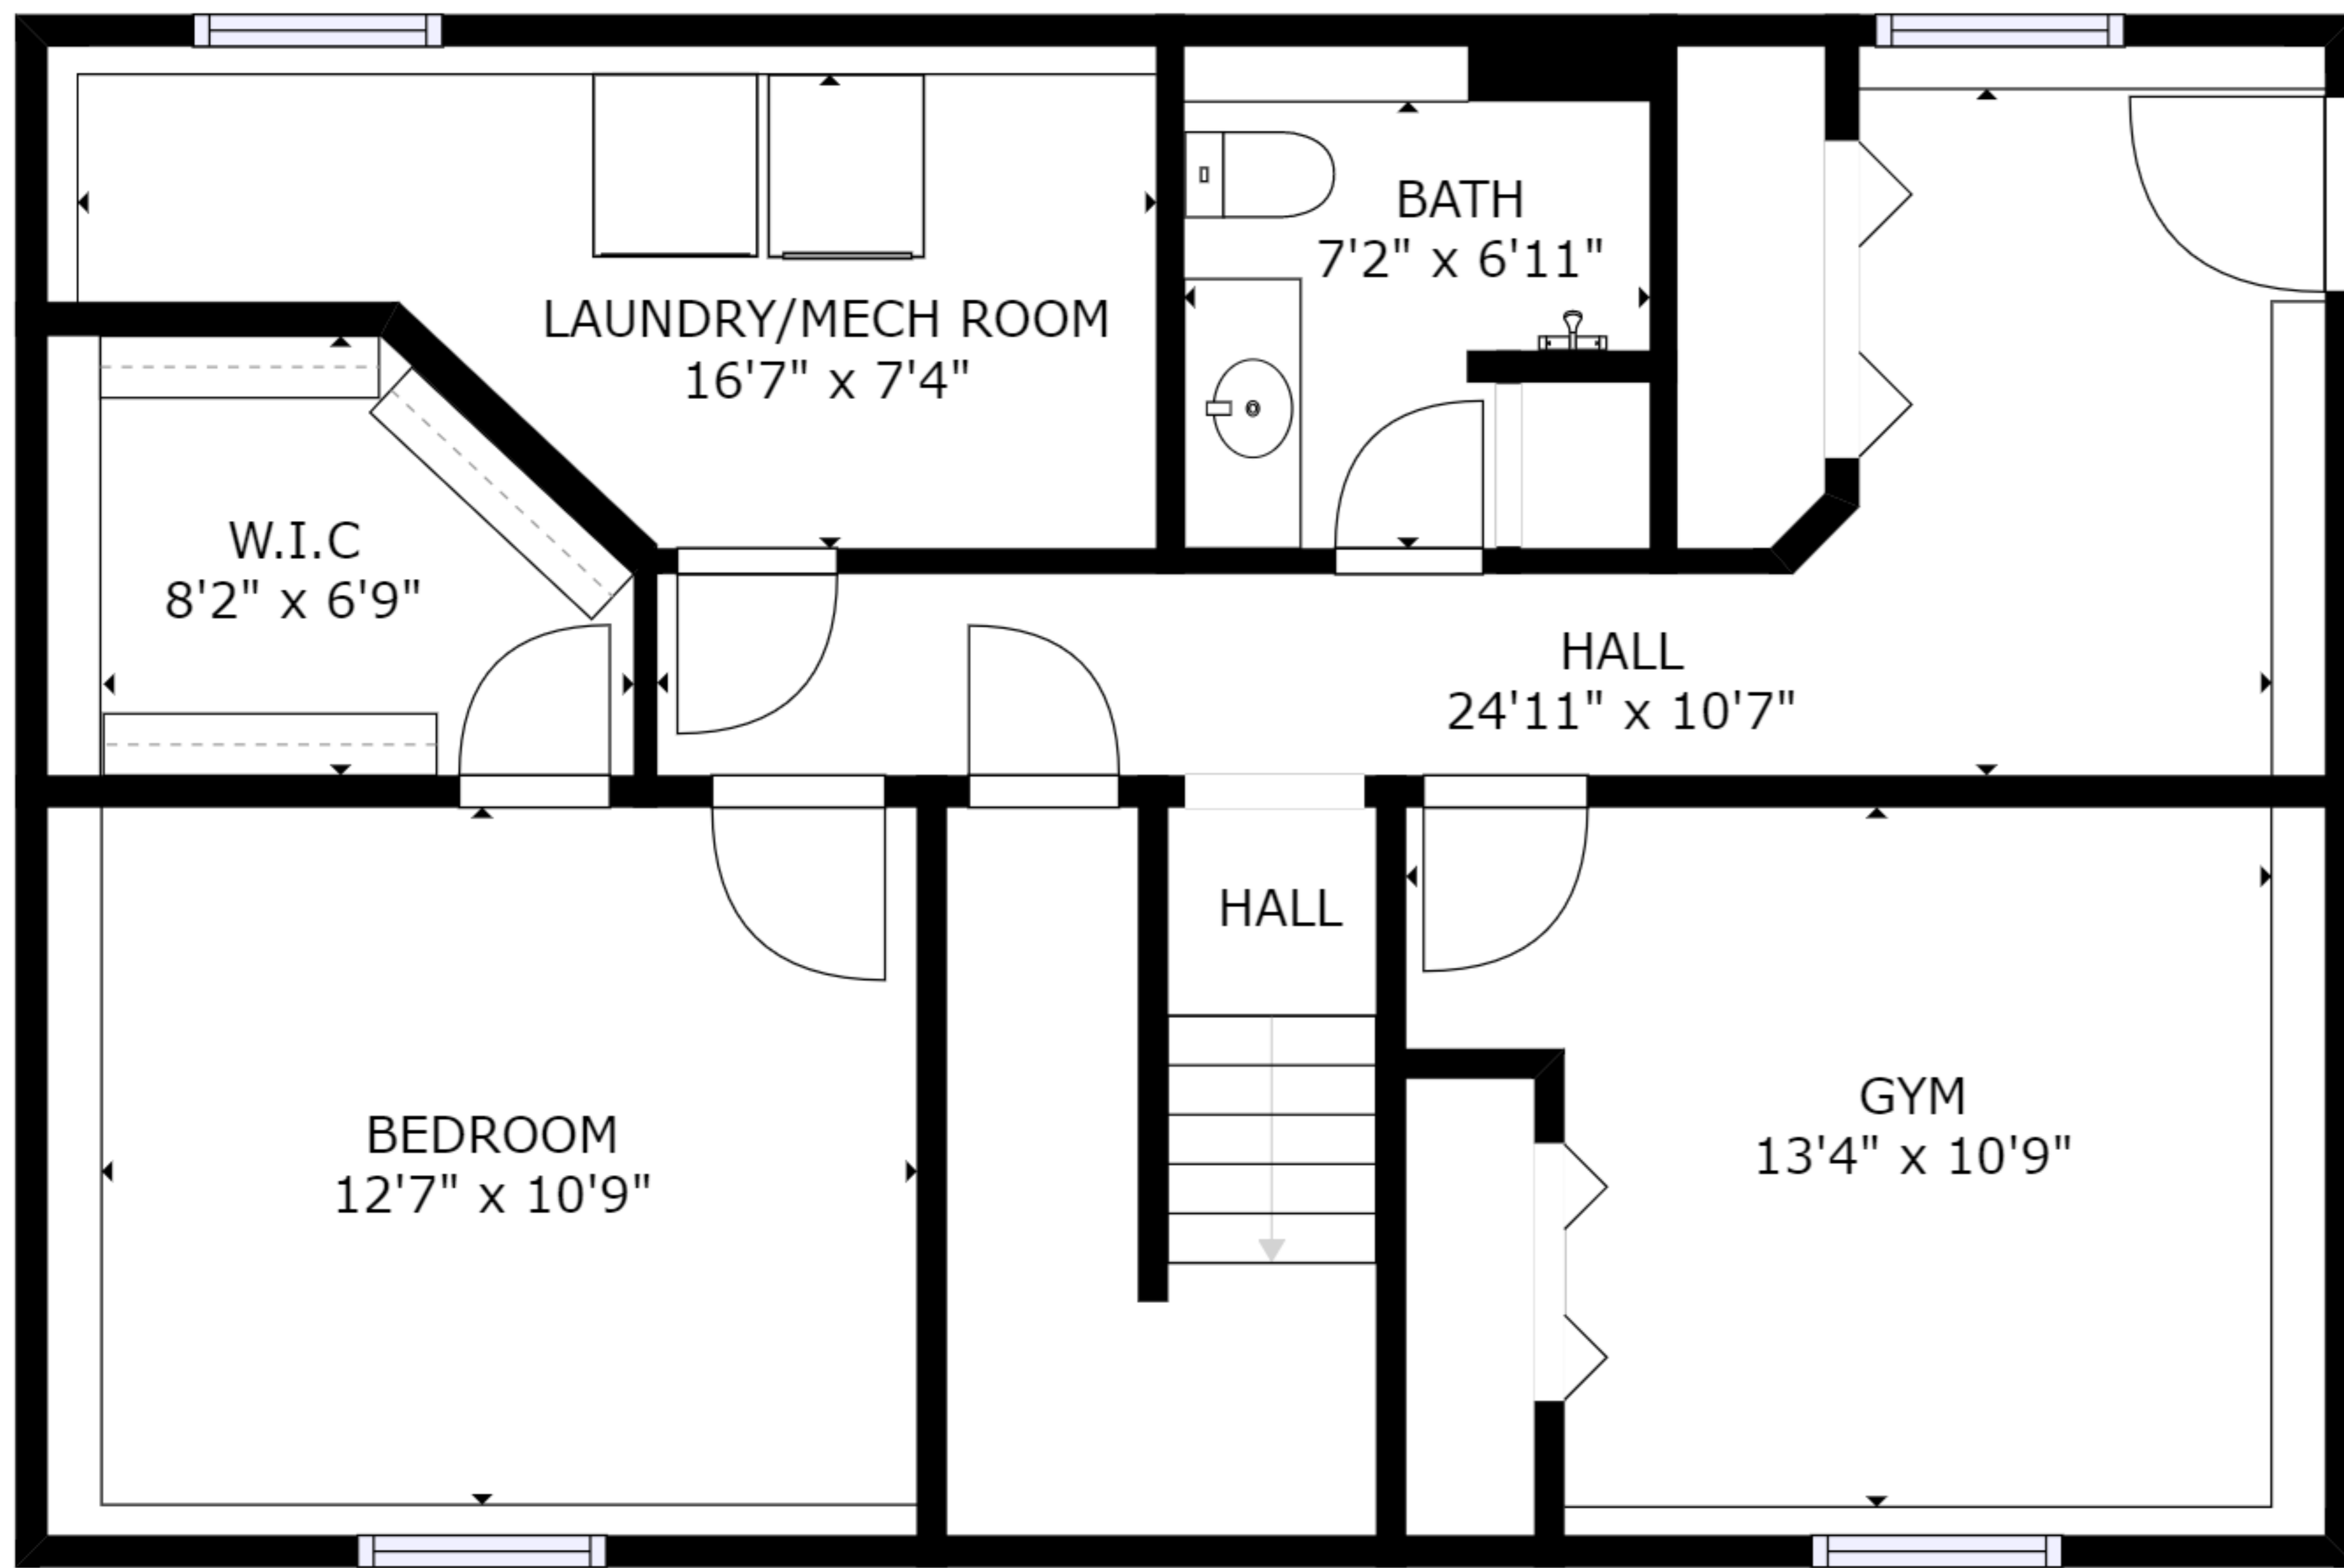 BATH
7'2" x 6'11"
LAUNDRY/MECH ROOM
16'7" x 7'4"
W.I.C
8'2" x 6'9"
HALL
24'11" x 10'7"
HALL
BEDROOM
12'7" x 10'9"
GYM
13'4" x 10'9"